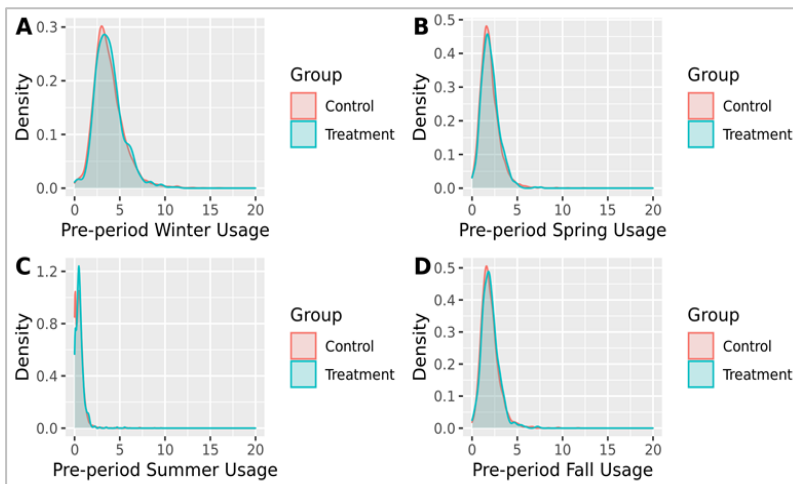 A
0.3
0.2
0.1
0.0
Density
0 5 10 15 20
Pre-period Winter Usage
Group
Control
Treatment
B
0.5
0.4
0.3
0.2
0.1
0.0
Density
0 5 10 15 20
Pre-period Spring Usage
Group
Control
Treatment
C
1.2
0.8
0.4
0.0
Density
0 5 10 15 20
Pre-period Summer Usage
Group
Control
Treatment
D
0.5
0.4
0.3
0.2
0.1
0.0
Density
0 5 10 15 20
Pre-period Fall Usage
Group
Control
Treatment